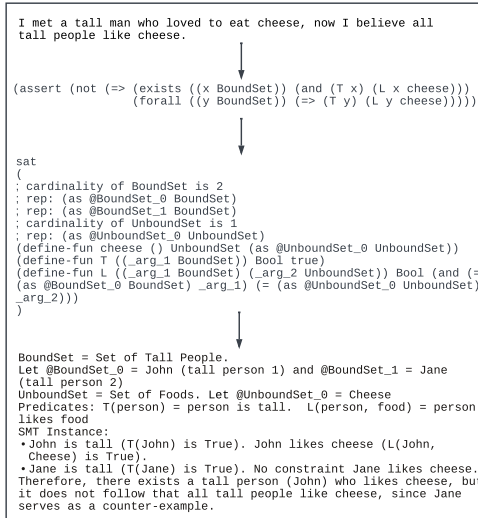 I met a tall man who loved to eat cheese, now I believe all
tall people like cheese.
(assert (not (=> (exists ((x BoundSet)) (and (T x) (L x cheese)))
(forall ((y BoundSet)) (=> (T y) (L y cheese)))))
sat
(
; cardinality of BoundSet is 2
; rep: (as @BoundSet_0 BoundSet)
; rep: (as @BoundSet_1 BoundSet)
; cardinality of UnboundSet is 1
; rep: (as @UnboundSet_0 UnboundSet)
(define-fun cheese () UnboundSet (as @UnboundSet_0 UnboundSet))
(define-fun T ((_arg_1 BoundSet)) Bool true)
(define-fun L ((_arg_1 BoundSet) (_arg_2 UnboundSet)) Bool (and (=
(as @BoundSet_0 BoundSet) _arg_1) (= (as @UnboundSet_0 UnboundSet)
_arg_2)))
)
BoundSet = Set of Tall People.
Let @BoundSet_0 = John (tall person 1) and @BoundSet_1 = Jane
(tall person 2)
UnboundSet = Set of Foods. Let @UnboundSet_0 = Cheese
Predicates: T(person) = person is tall. L(person, food) = person
likes food
SMT Instance:
• John is tall (T(John) is True). John likes cheese (L(John,
Cheese) is True).
• Jane is tall (T(Jane) is True). No constraint Jane likes cheese.
Therefore, there exists a tall person (John) who likes cheese, but
it does not follow that all tall people like cheese, since Jane
serves as a counter-example.